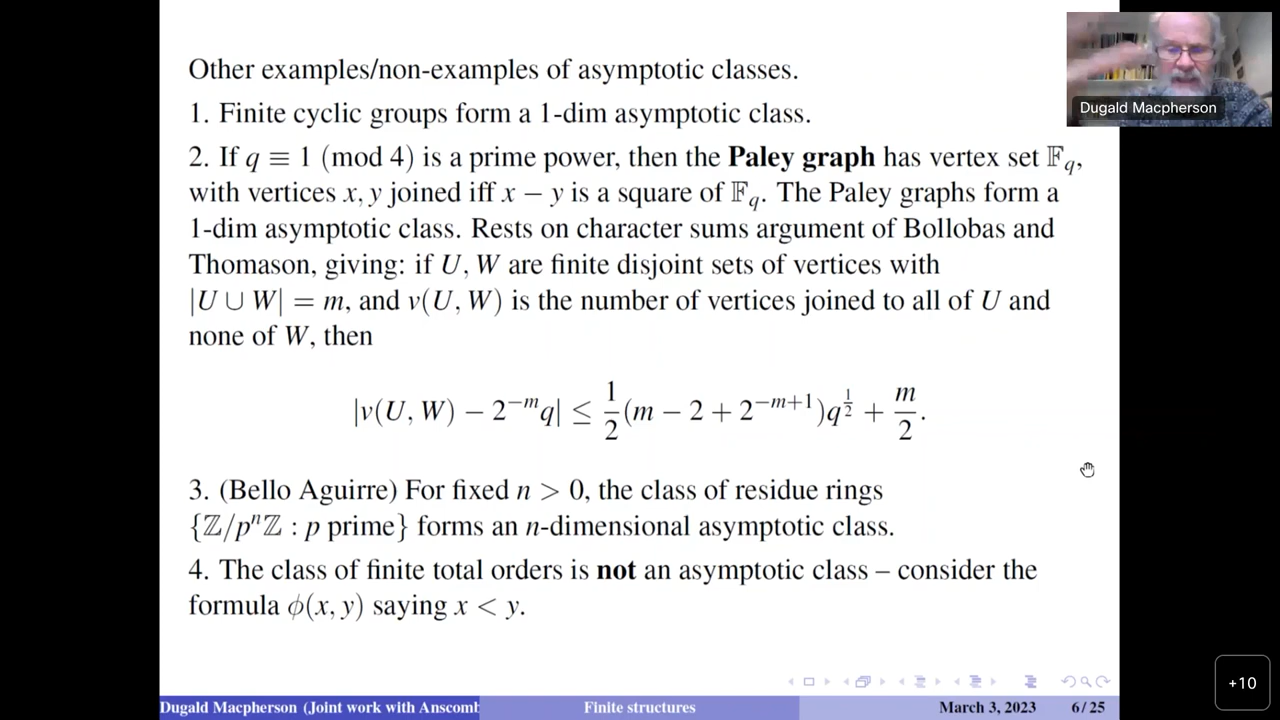 Other examples/non-examples of asymptotic classes.
1. Finite cyclic groups form a 1-dim asymptotic class.
2. If q ≡ 1 (mod 4) is a prime power, then the Paley graph has vertex set 𝔽_q,
with vertices x, y joined iff x − y is a square of 𝔽_q. The Paley graphs form a
1-dim asymptotic class. Rests on character sums argument of Bollobas and
Thomason, giving: if U, W are finite disjoint sets of vertices with
|U ∪ W| = m, and v(U, W) is the number of vertices joined to all of U and
none of W, then
|v(U, W) − 2^{−m}q| ≤ \frac{1}{2}(m − 2 + 2^{−m+1})q^{\frac{1}{2}} + \frac{m}{2}.
3. (Bello Aguirre) For fixed n > 0, the class of residue rings
{ℤ/p^nℤ : p prime} forms an n-dimensional asymptotic class.
4. The class of finite total orders is not an asymptotic class – consider the
formula ϕ(x, y) saying x < y.
Dugald Macpherson
+10
Dugald Macpherson (Joint work with Anscomb
Finite structures
March 3, 2023
6 / 25